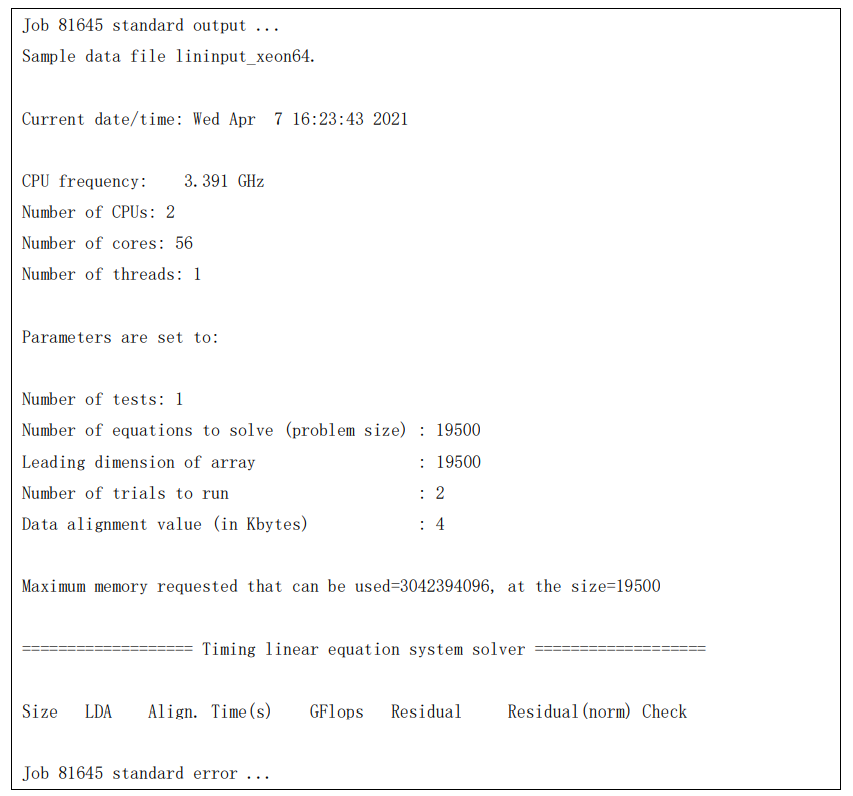 Job 81645 standard output ...
Sample data file lininput_xeon64.
Current date/time: Wed Apr  7 16:23:43 2021
CPU frequency:    3.391 GHz
Number of CPUs: 2
Number of cores: 56
Number of threads: 1
Parameters are set to:
Number of tests: 1
Number of equations to solve (problem size) : 19500
Leading dimension of array                  : 19500
Number of trials to run                     : 2
Data alignment value (in Kbytes)            : 4
Maximum memory requested that can be used=3042394096, at the size=19500
=================== Timing linear equation system solver ===================
Size   LDA    Align. Time(s)    GFlops   Residual     Residual(norm) Check
Job 81645 standard error ...